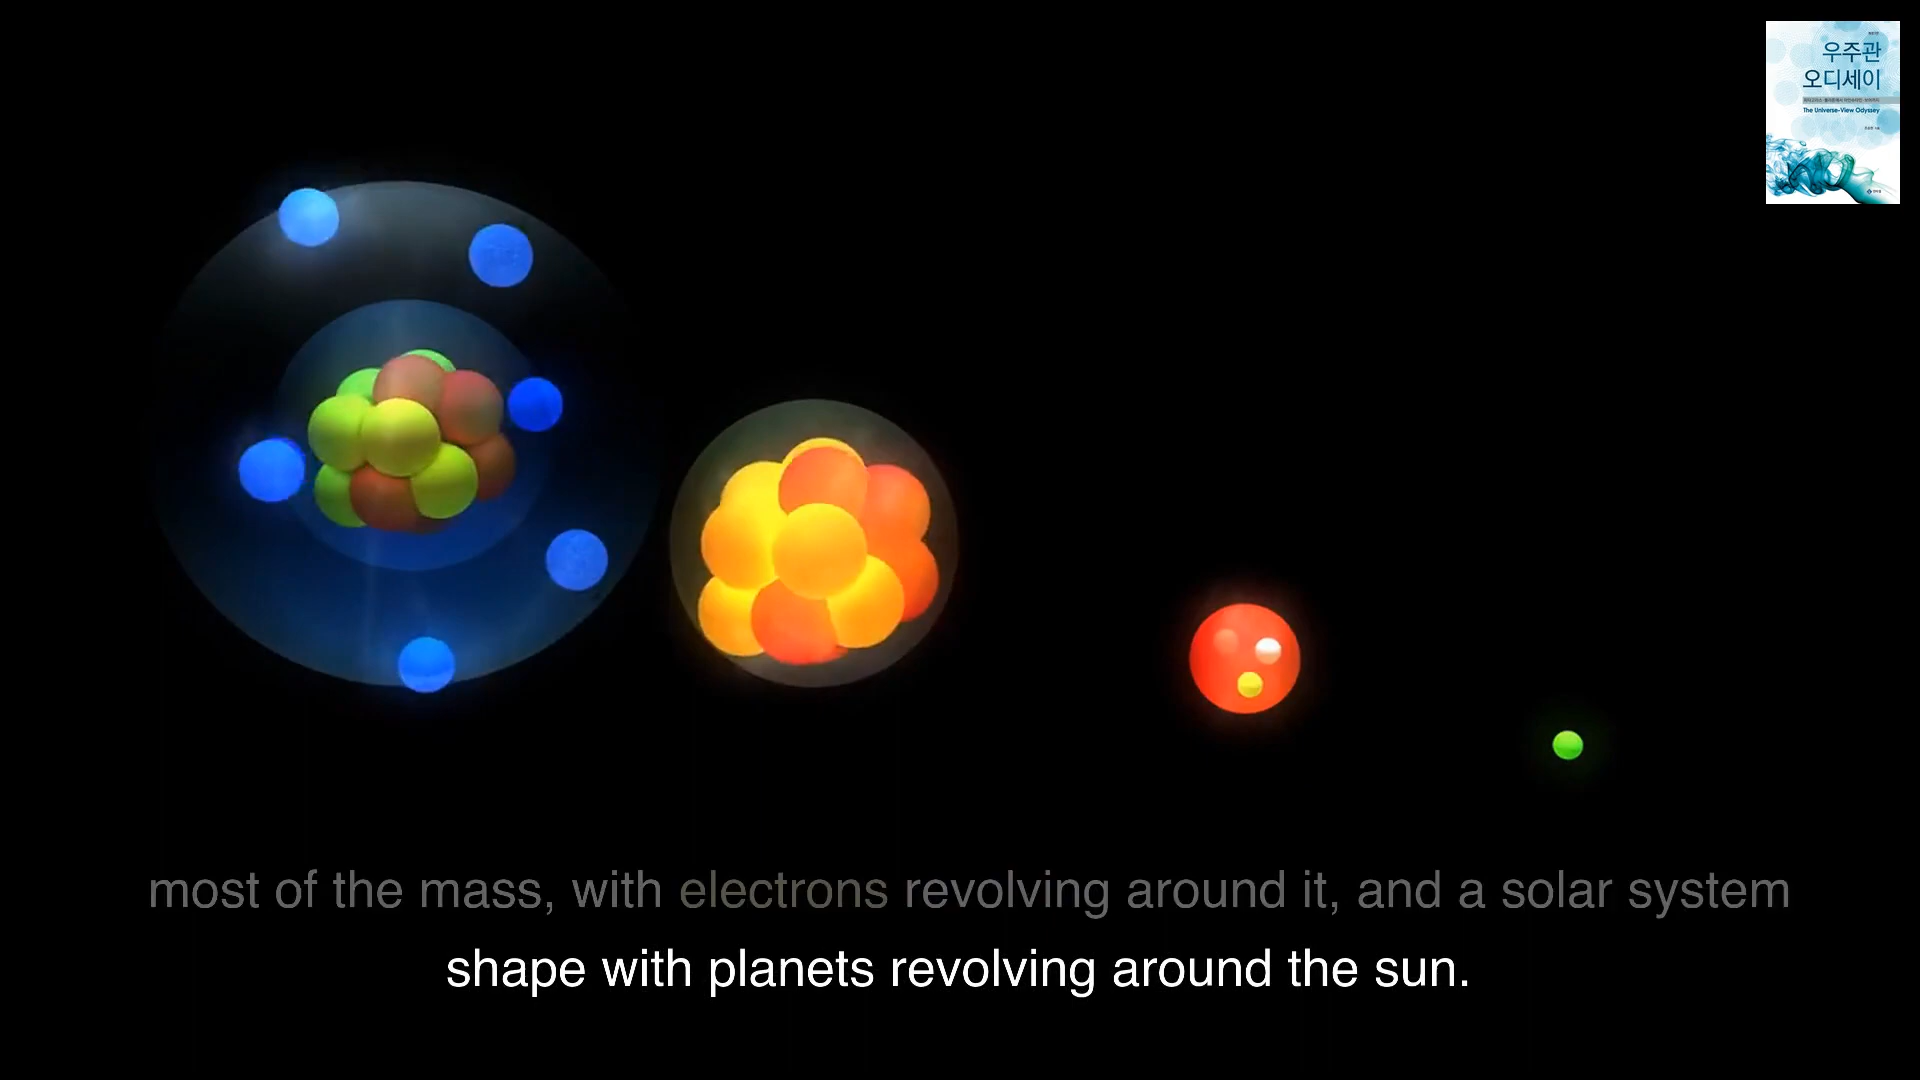 우주관
오디세이
The Universe-View Odyssey
most of the mass, with electrons revolving around it, and a solar system
shape with planets revolving around the sun.